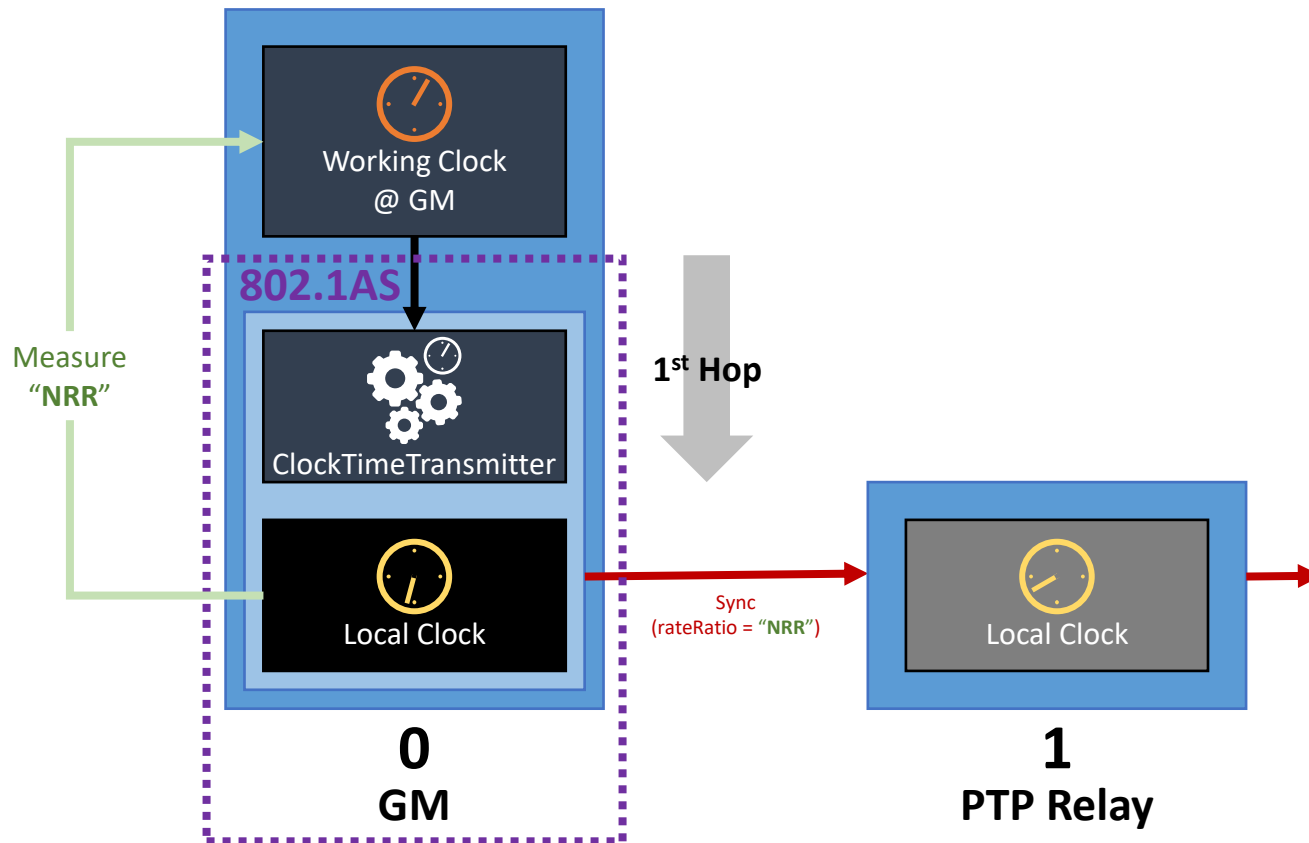 Working Clock
@ GM
802.1AS
Measure
“NRR”
1st Hop
ClockTimeTransmitter
Local Clock
Sync
(rateRatio = “NRR”)
Local Clock
0
GM
1
PTP Relay